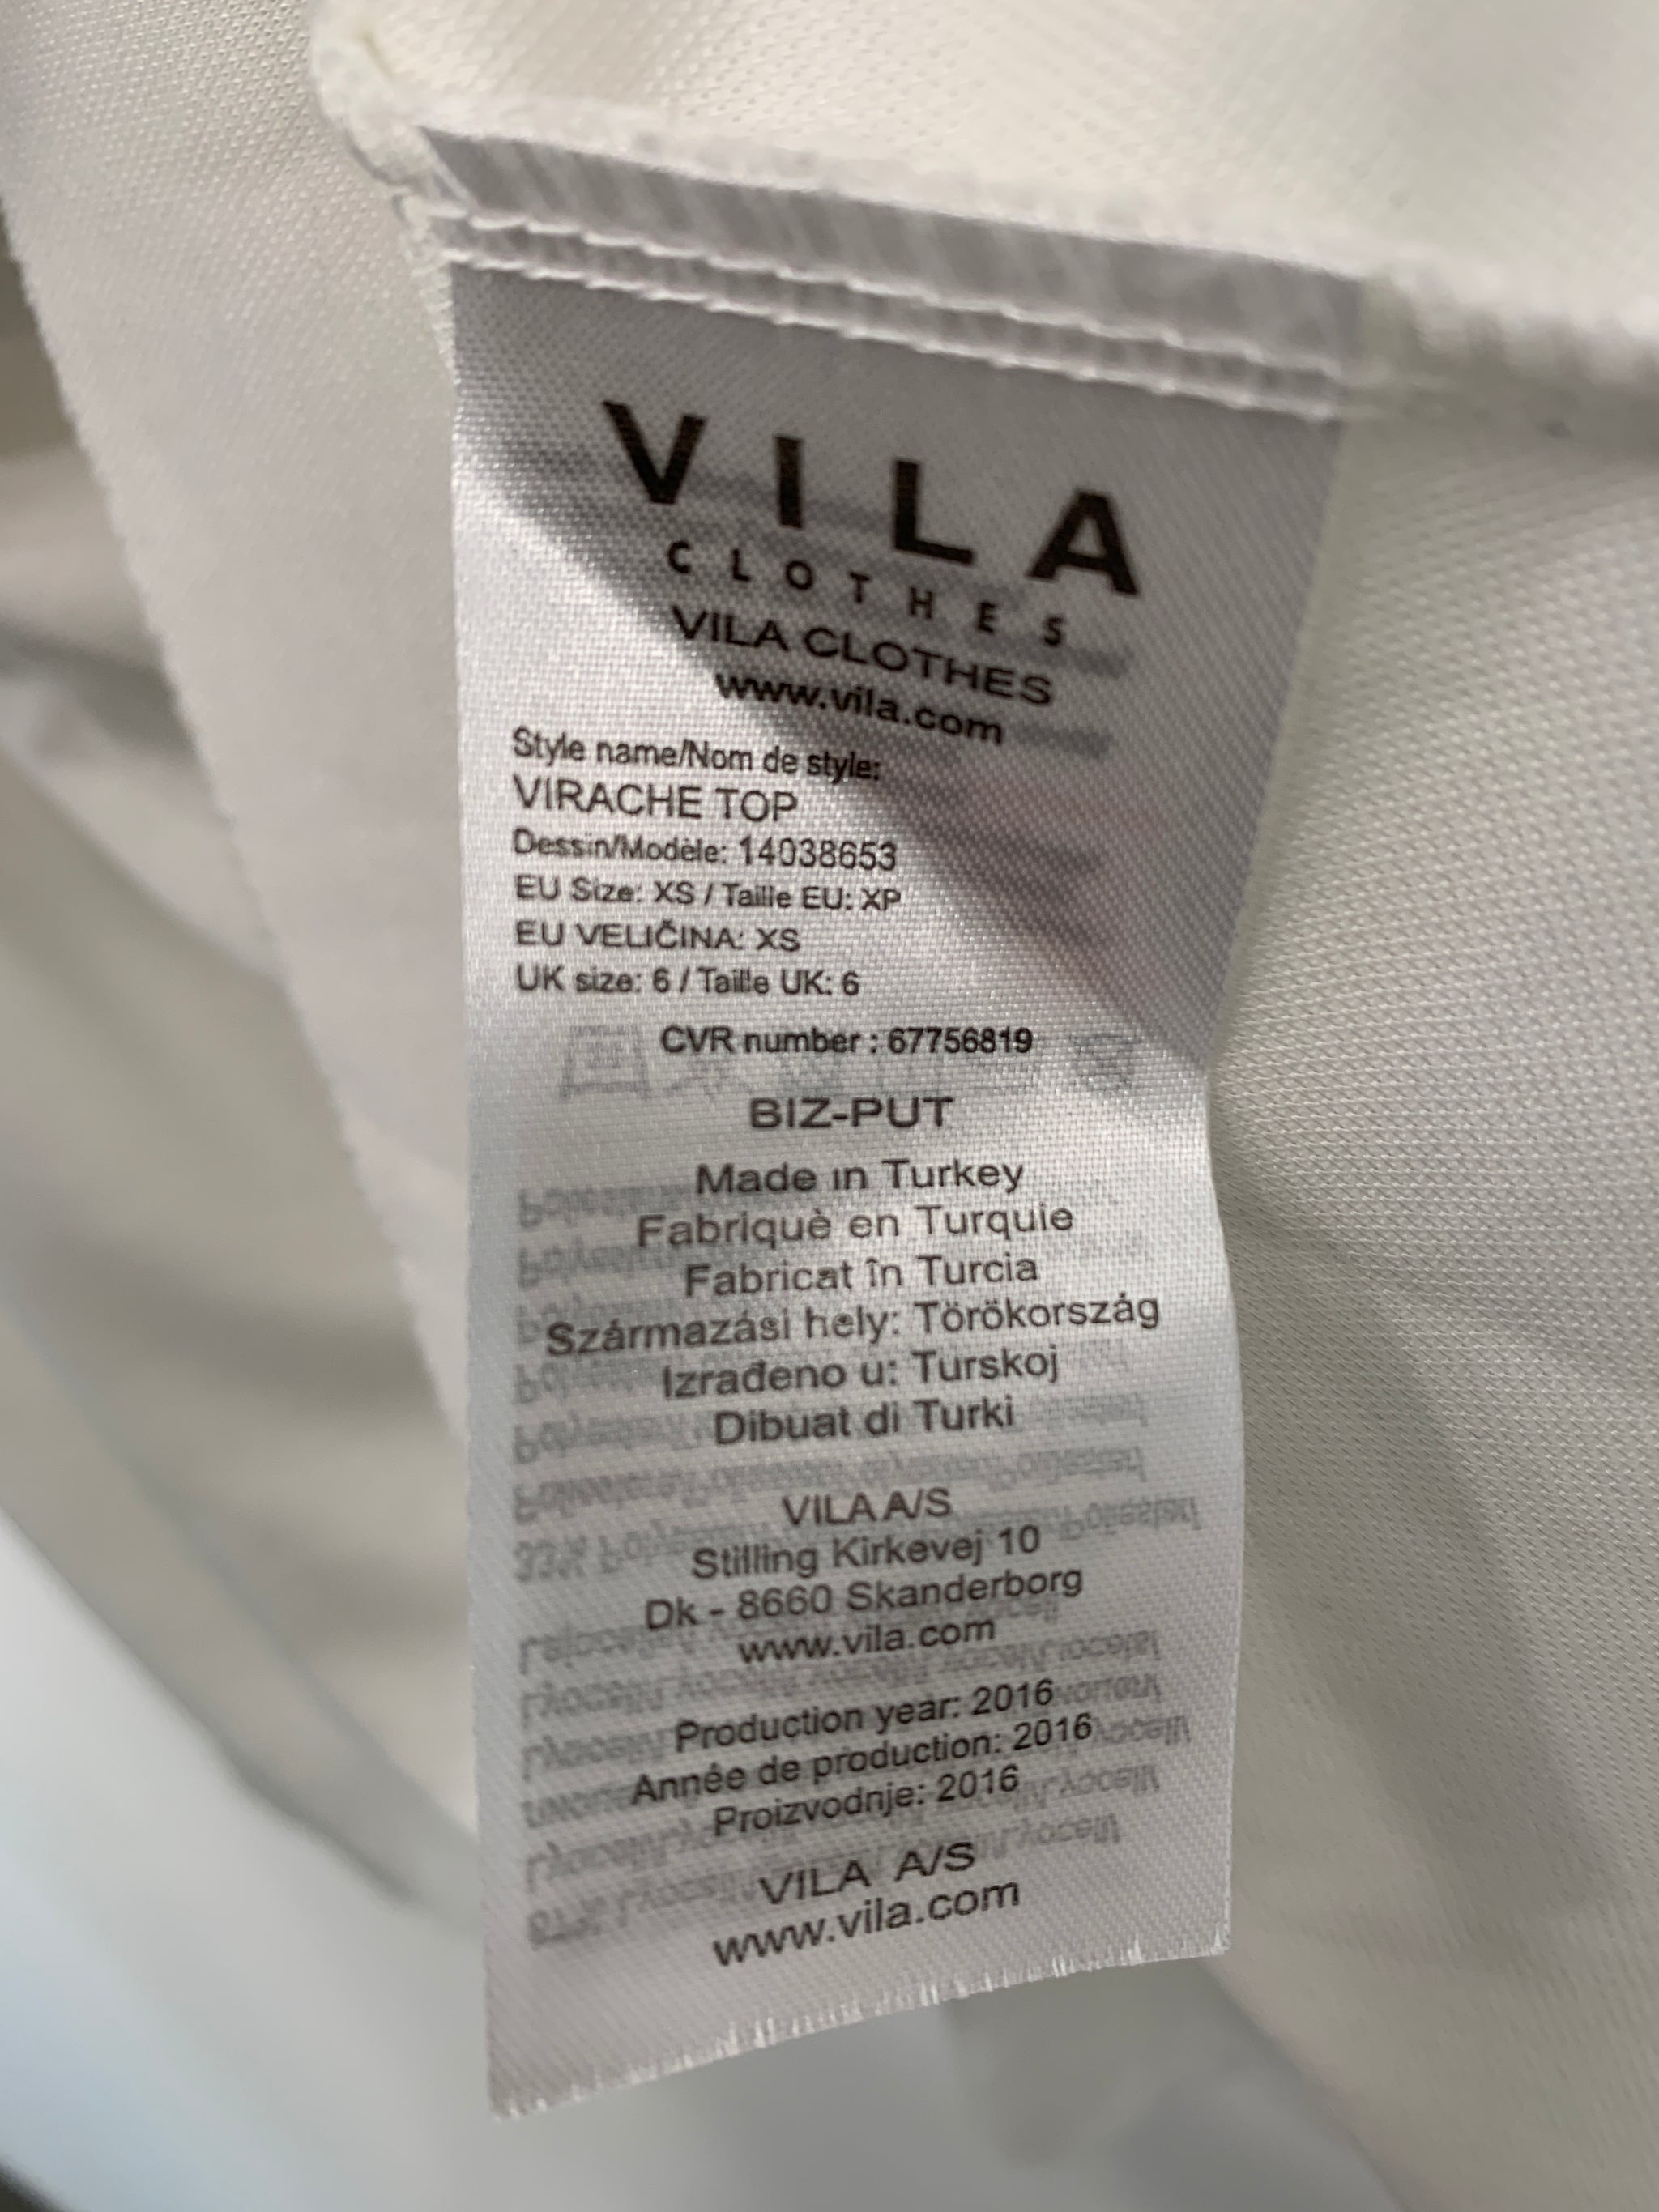 VILA
CLOTHES
VILA CLOTHES
www.vila.com
Style name/Nom de style:
VIRACHE TOP
Dessin/Modèle: 14038653
EU Size: XS / Taille EU: XP
EU VELIČINA: XS
UK size: 6 / Taille UK: 6
CVR number : 67756819
BIZ-PUT
Made in Turkey
Fabriquè en Turquie
Fabricat în Turcia
Származási hely: Törökország
Izrađeno u: Turskoj
Dibuat di Turki
VILA A/S
Stilling Kirkevej 10
Dk - 8660 Skanderborg
www.vila.com
Production year: 2016
Année de production: 2016
Proizvodnje: 2016
VILA A/S
www.vila.com